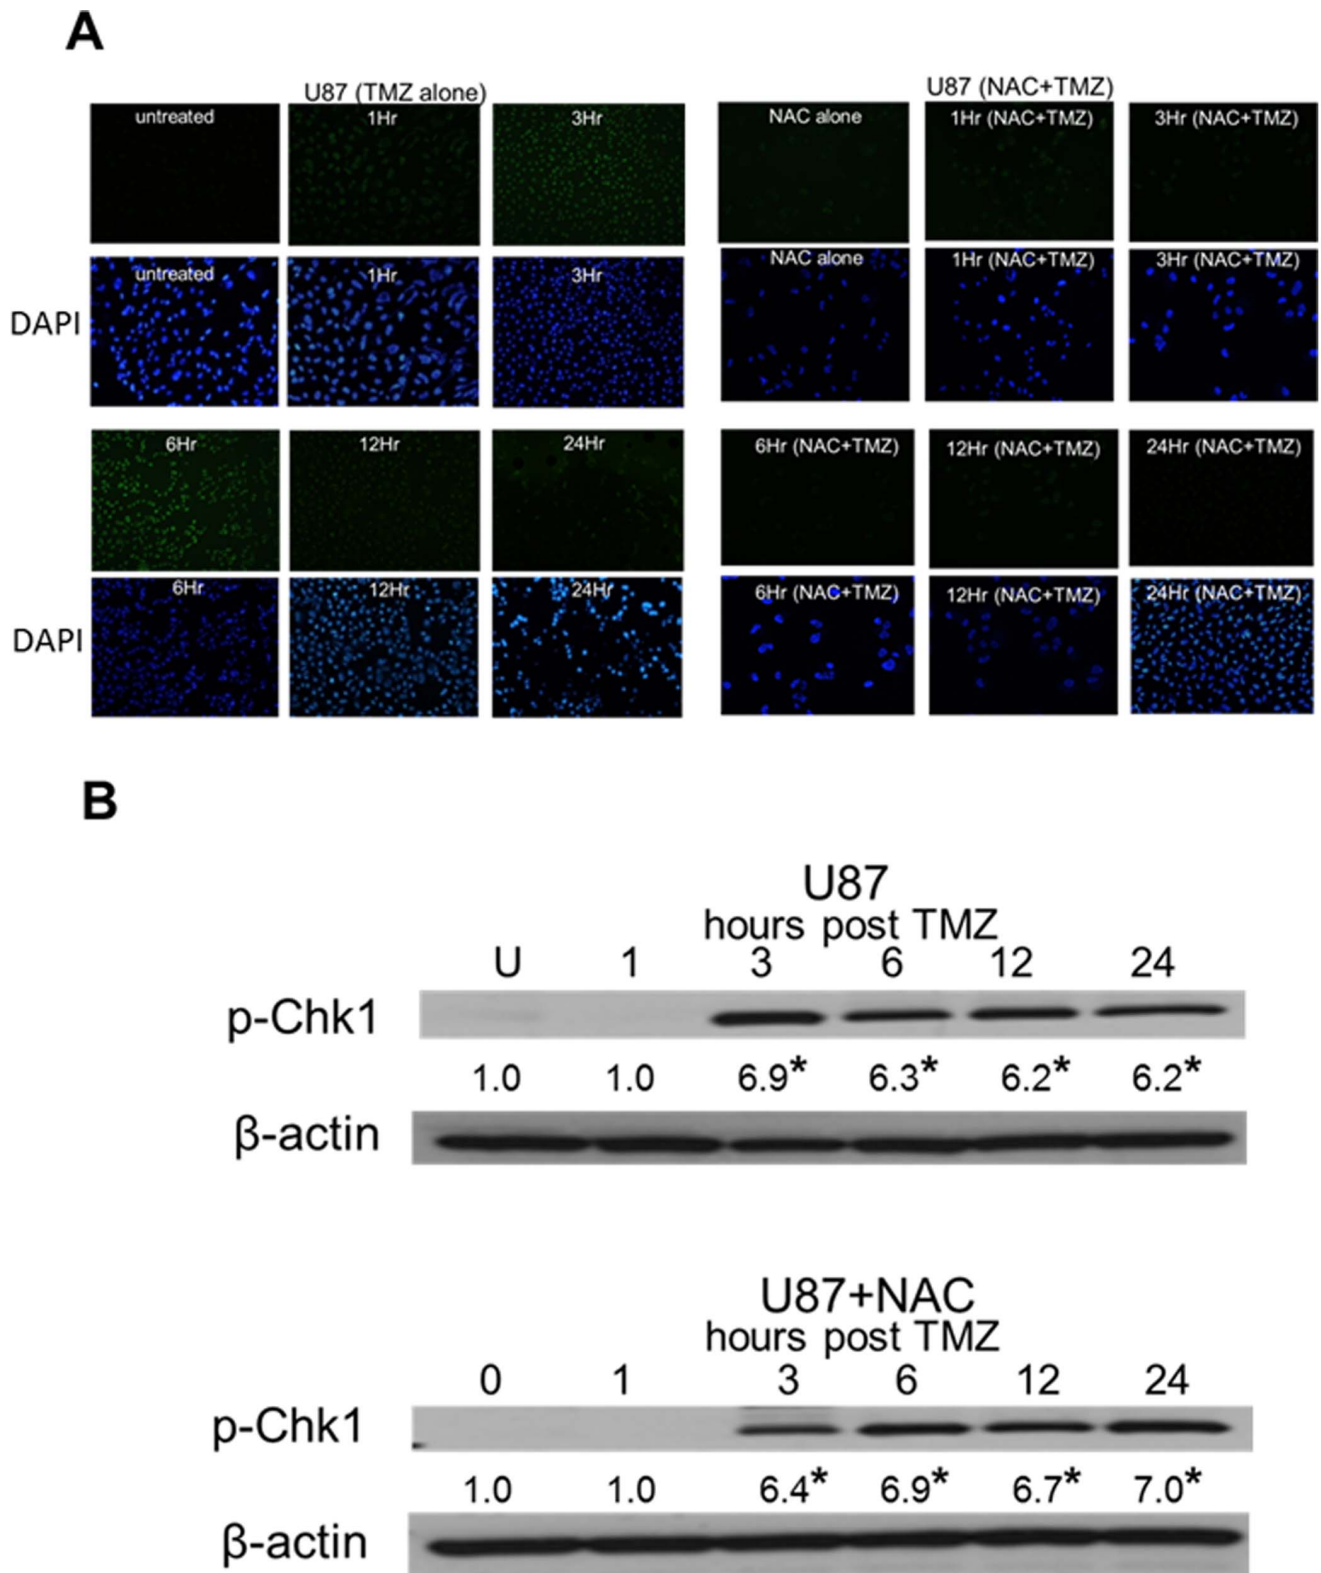 A
U87 (TMZ alone)
U87 (NAC+TMZ)
untreated 1Hr 3Hr NAC alone 1Hr (NAC+TMZ) 3Hr (NAC+TMZ)
DAPI untreated 1Hr 3Hr NAC alone 1Hr (NAC+TMZ) 3Hr (NAC+TMZ)
6Hr 12Hr 24Hr 6Hr (NAC+TMZ) 12Hr (NAC+TMZ) 24Hr (NAC+TMZ)
DAPI 6Hr 12Hr 24Hr 6Hr (NAC+TMZ) 12Hr (NAC+TMZ) 24Hr (NAC+TMZ)
B
U87
hours post TMZ
U 1 3 6 12 24
p-Chk1
1.0 1.0 6.9* 6.3* 6.2* 6.2*
β-actin
U87+NAC
hours post TMZ
0 1 3 6 12 24
p-Chk1
1.0 1.0 6.4* 6.9* 6.7* 7.0*
β-actin